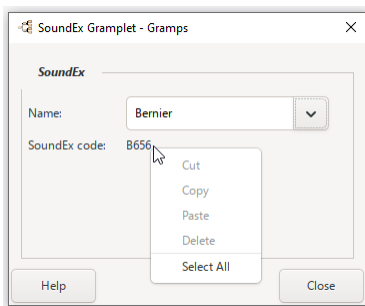 SoundEx Gramplet - Gramps
SoundEx
Name:
Bernier
SoundEx code:
B656
Cut
Copy
Paste
Delete
Select All
Help
Close